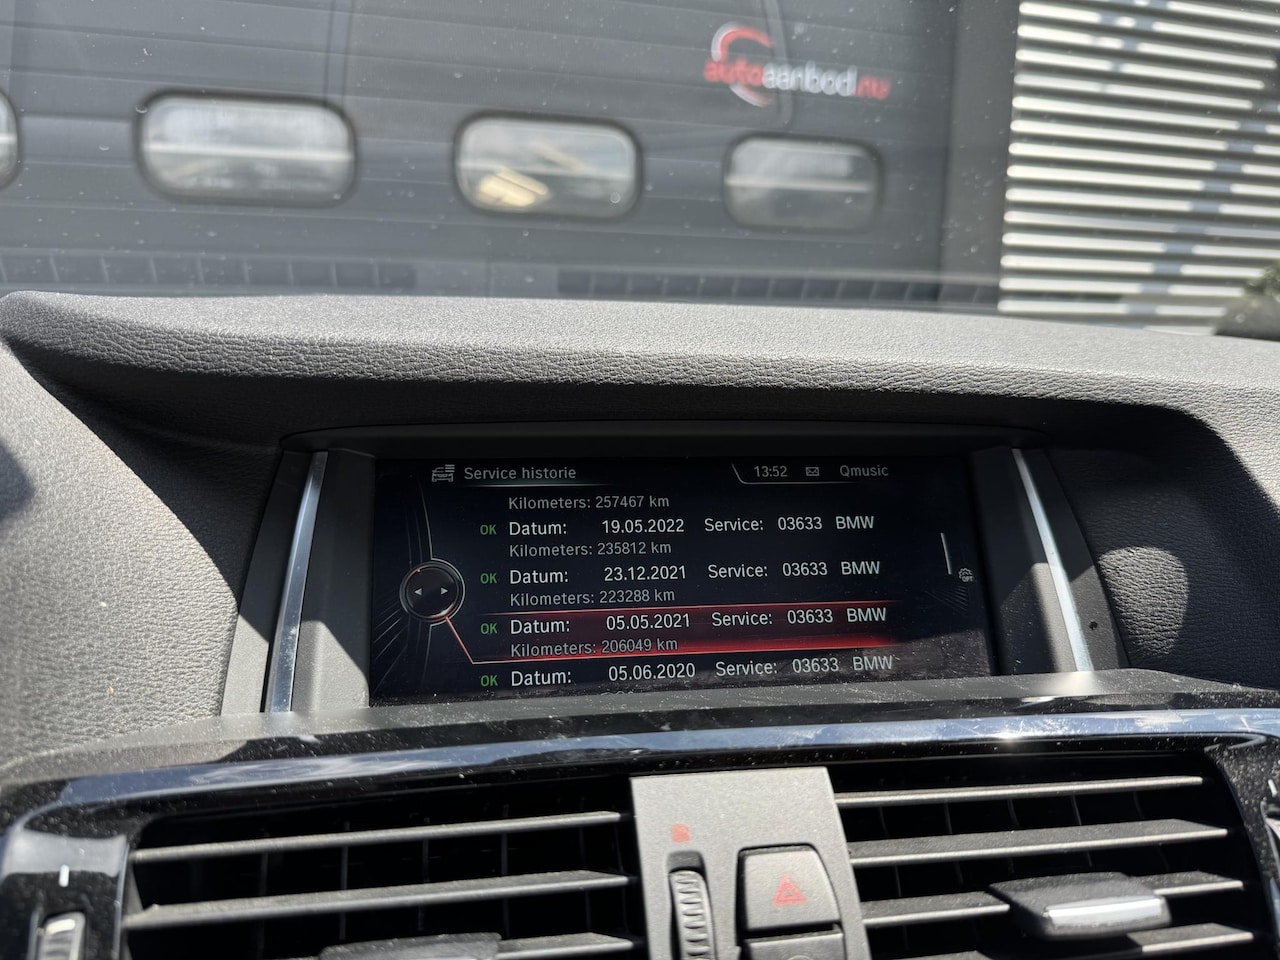 autoaanbod.nu
Service historie 13:52 Qmusic
Kilometers: 257467 km
OK Datum: 19.05.2022 Service: 03633 BMW
Kilometers: 235812 km
OK Datum: 23.12.2021 Service: 03633 BMW
Kilometers: 223288 km
OK Datum: 05.05.2021 Service: 03633 BMW
Kilometers: 206049 km
OK Datum: 05.06.2020 Service: 03633 BMW
OPT